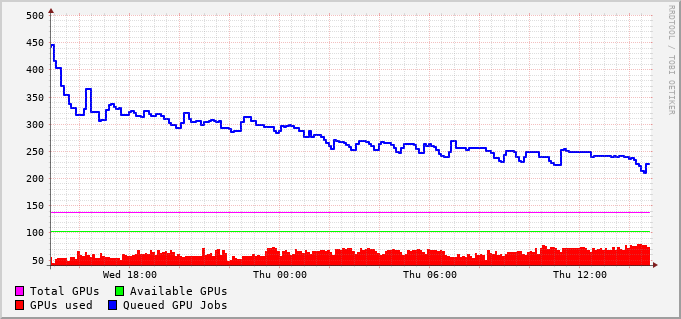 500
450
400
350
300
250
200
150
100
50
Wed 18:00 Thu 00:00 Thu 06:00 Thu 12:00
Total GPUs Available GPUs
GPUs used Queued GPU Jobs
RRDTOOL / TOBI OETIKER